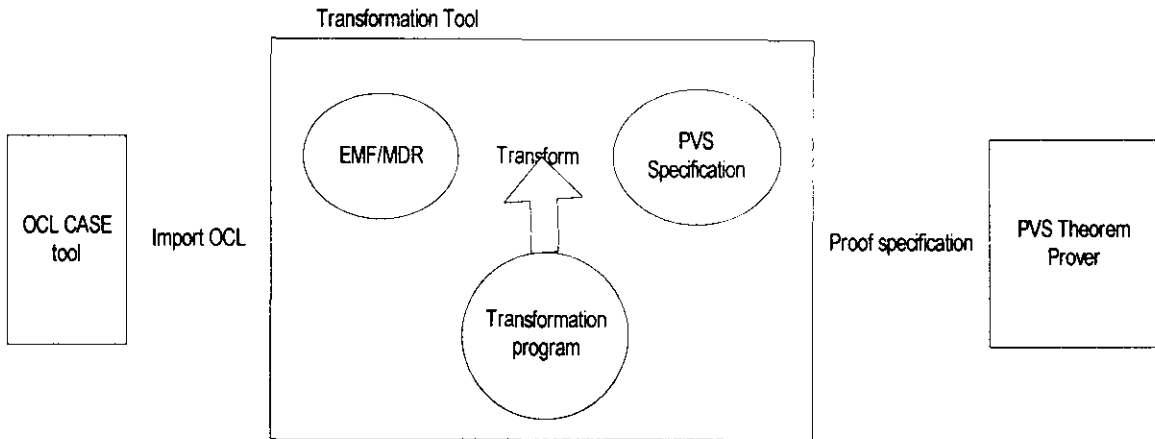 Transformation Tool
EMF/MDR
Transform
PVS
Specification
OCL CASE
tool
Import OCL
Proof specification
PVS Theorem
Prover
Transformation
program